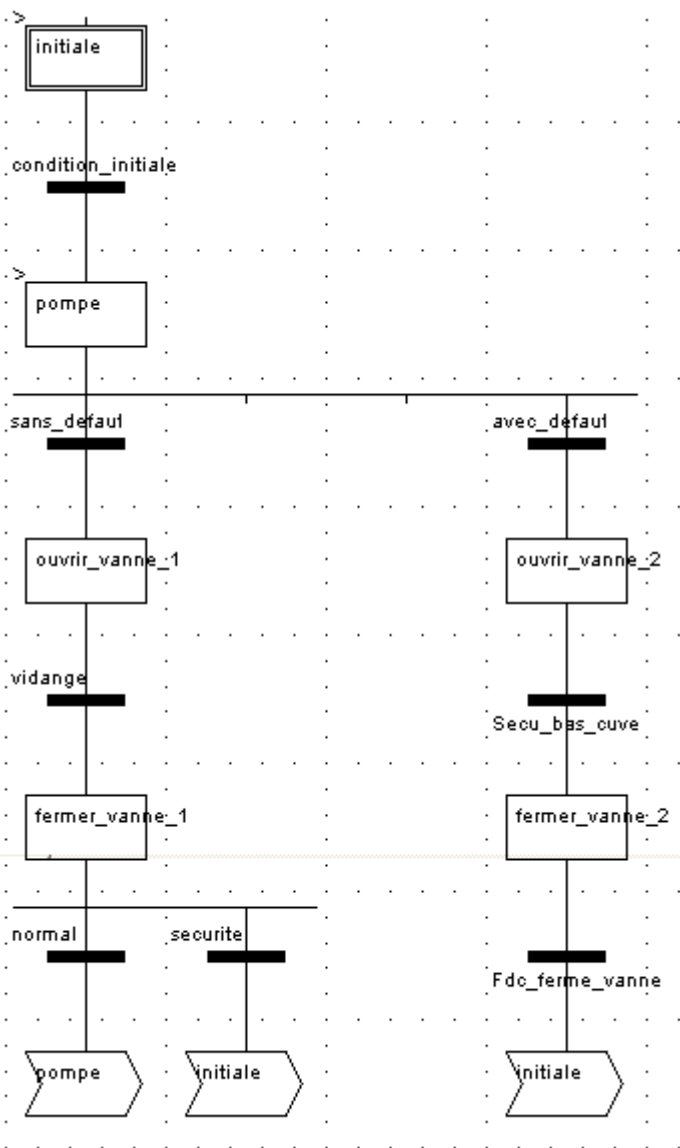 initiale
condition_initiale
pompe
sans_defaut
avec_defaut
ouvrir_vanne_1
ouvrir_vanne_2
vidange
Secu_bas_cuve
fermer_vanne_1
fermer_vanne_2
normal
securite
Fdc_ferme_vanne
pompe
initiale
initiale